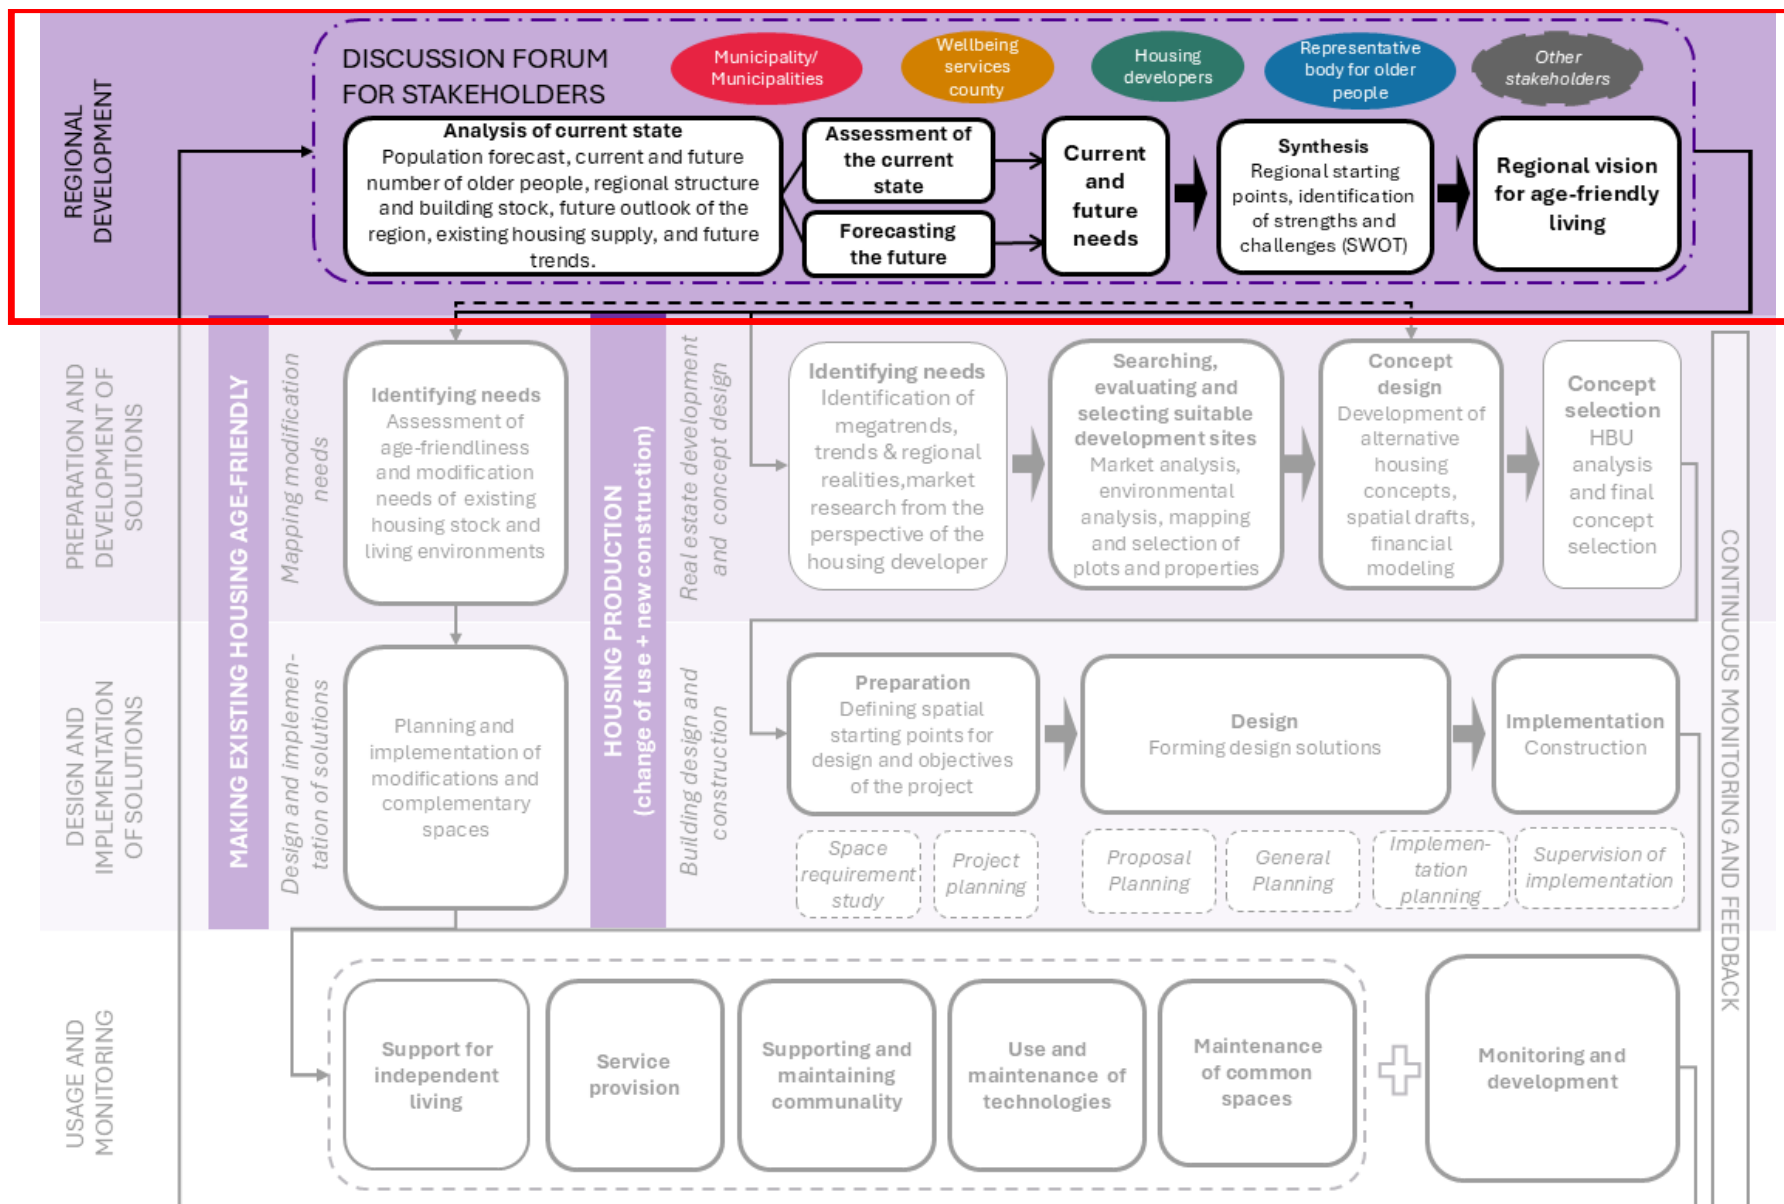 REGIONAL
DEVELOPMENT
DISCUSSION FORUM
FOR STAKEHOLDERS
Municipality/
Municipalities
Wellbeing
services
county
Housing
developers
Representative
body for older
people
Other
stakeholders
Analysis of current state
Population forecast, current and future
number of older people, regional structure
and building stock, future outlook of the
region, existing housing supply, and future
trends.
Assessment of
the current
state
Forecasting
the future
Current
and
future
needs
Synthesis
Regional starting
points, identification
of strengths and
challenges (SWOT)
Regional vision
for age-friendly
living
PREPARATION AND
DEVELOPMENT OF
SOLUTIONS
MAKING EXISTING HOUSING AGE-FRIENDLY
Mapping modification
needs
Identifying needs
Assessment of
age-friendliness
and modification
needs of existing
housing stock and
living environments
HOUSING PRODUCTION
(change of use + new construction)
Real estate development
and concept design
Identifying needs
Identification of
megatrends,
trends & regional
realities,market
research from the
perspective of the
housing developer
Searching,
evaluating and
selecting suitable
development sites
Market analysis,
environmental
analysis, mapping
and selection of
plots and properties
Concept
design
Development of
alternative
housing
concepts,
spatial drafts,
financial
modeling
Concept
selection
HBU
analysis
and final
concept
selection
CONTINUOUS MONITORING AND FEEDBACK
DESIGN AND
IMPLEMENTATION
OF SOLUTIONS
Design and implemen-
tation of solutions
Planning and
implementation of
modifications and
complementary
spaces
Building design and
construction
Preparation
Defining spatial
starting points for
design and objectives
of the project
Design
Forming design solutions
Implementation
Construction
Space
requirement
study
Project
planning
Proposal
Planning
General
Planning
Implemen-
tation
planning
Supervision of
implementation
USAGE AND
MONITORING
Support for
independent
living
Service
provision
Supporting and
maintaining
communality
Use and
maintenance of
technologies
Maintenance
of common
spaces
Monitoring and
development